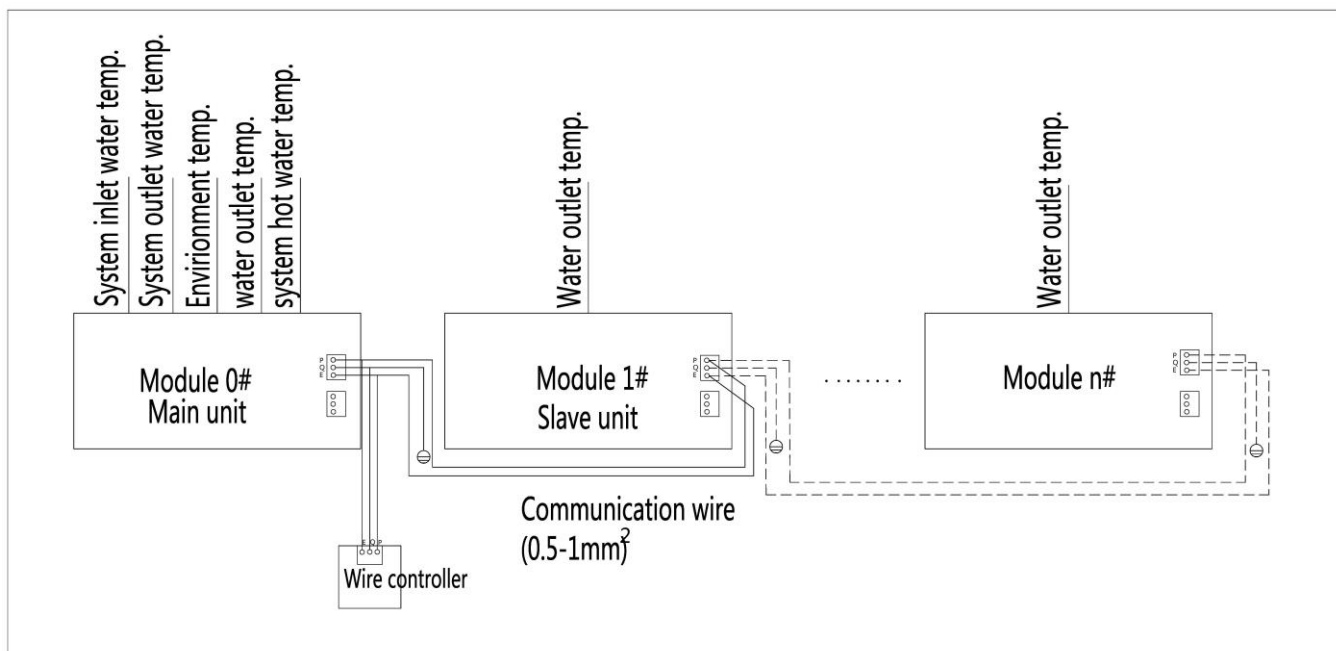 System inlet water temp.
System outlet water temp.
Envirionment temp.
water outlet temp.
system hot water temp.
Water outlet temp.
Water outlet temp.
Module 0#
Main unit
P
Q
E
Module 1#
Slave unit
P
Q
E
........
Module n#
P
Q
E
Communication wire
(0.5-1mm)2
E Q P
Wire controller